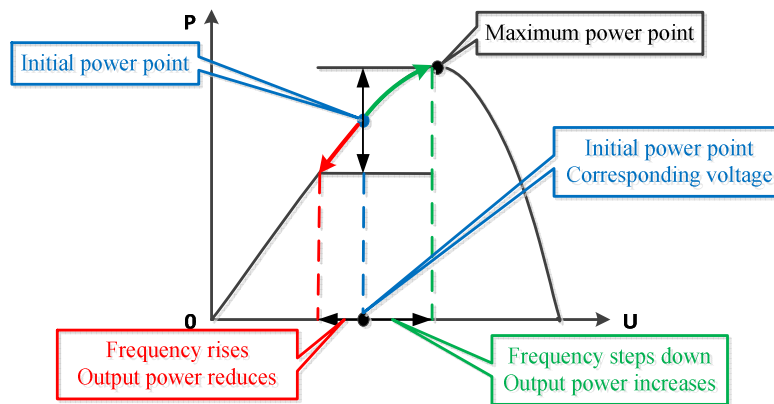 P
Maximum power point
Initial power point
Initial power point
Corresponding voltage
0
U
Frequency rises
Output power reduces
Frequency steps down
Output power increases